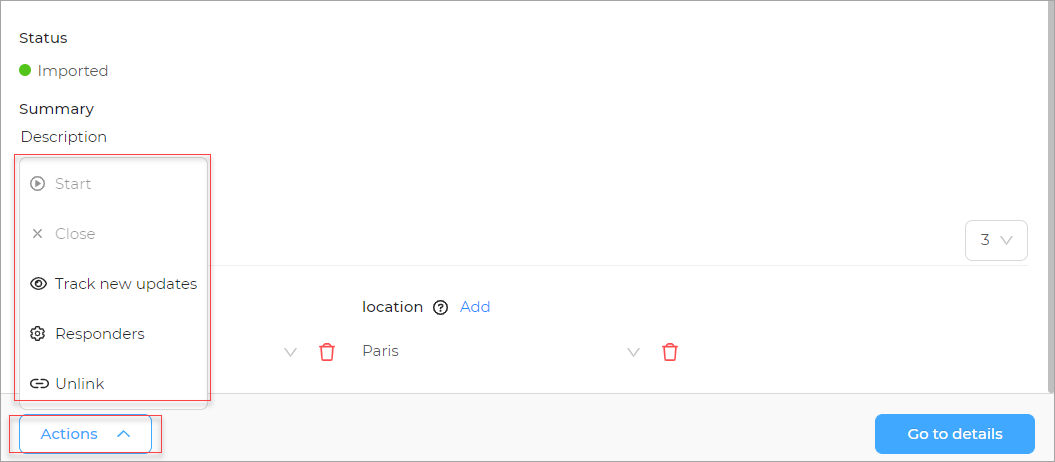 Status
Imported
Summary
Description
Start
Close
3
Track new updates
location Add
Responders
Paris
Unlink
Actions
Go to details